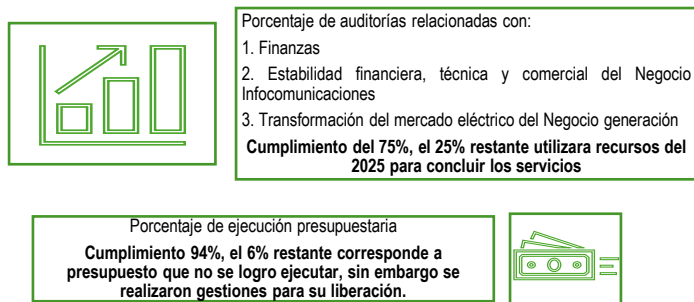 Porcentaje de auditorías relacionadas con:
1. Finanzas
2. Estabilidad financiera, técnica y comercial del Negocio
Infocomunicaciones
3. Transformación del mercado eléctrico del Negocio generación
Cumplimiento del 75%, el 25% restante utilizara recursos del
2025 para concluir los servicios
Porcentaje de ejecución presupuestaria
Cumplimiento 94%, el 6% restante corresponde a
presupuesto que no se logro ejecutar, sin embargo se
realizaron gestiones para su liberación.